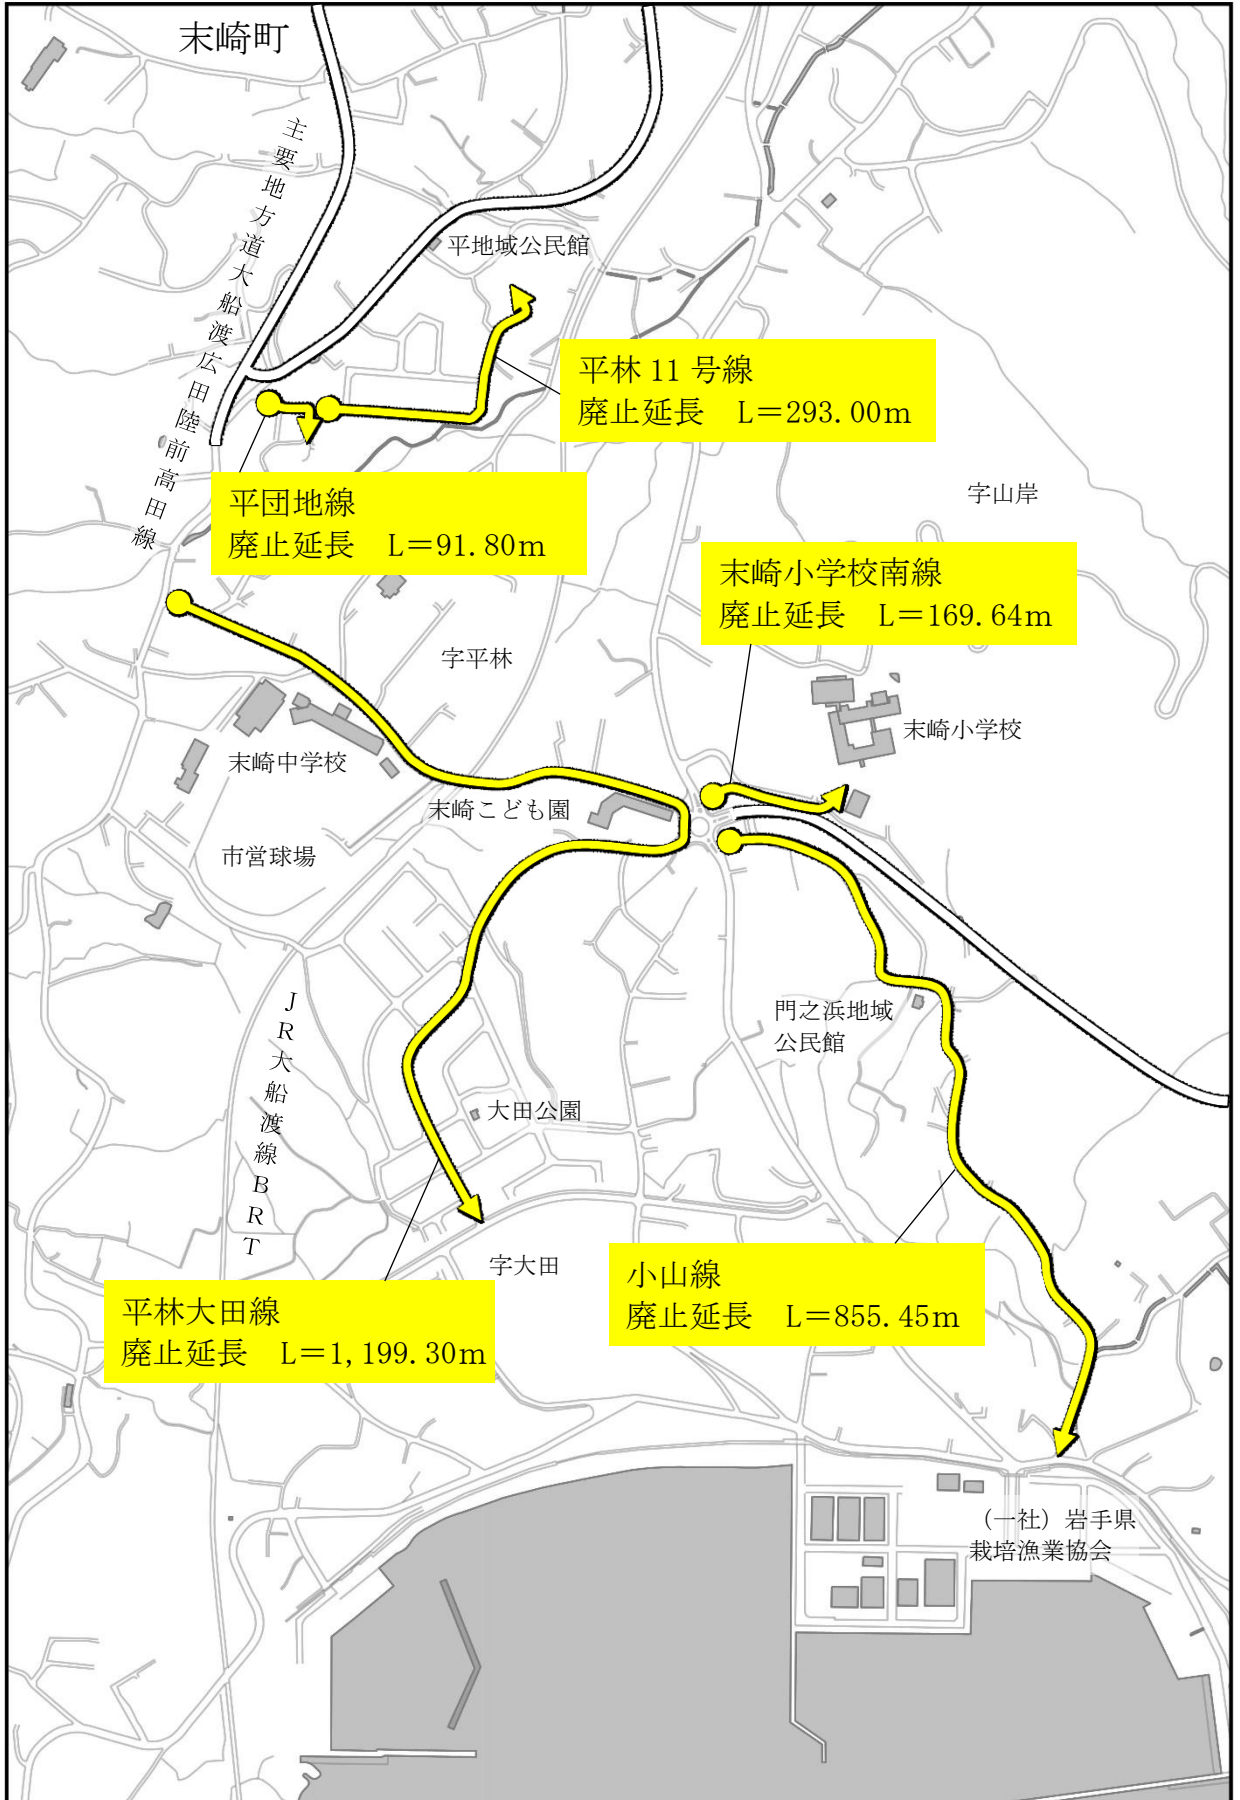 末崎町
主要地方道大船渡広田陸前高田線
平地域公民館
平林11号線
廃止延長　L＝293.00m
平団地線
廃止延長　L＝91.80m
字山岸
末崎小学校南線
廃止延長　L＝169.64m
字平林
末崎小学校
末崎中学校
末崎こども園
市営球場
JR大船渡線BRT
門之浜地域
公民館
大田公園
字大田
小山線
廃止延長　L＝855.45m
平林大田線
廃止延長　L＝1,199.30m
（一社）岩手県
栽培漁業協会